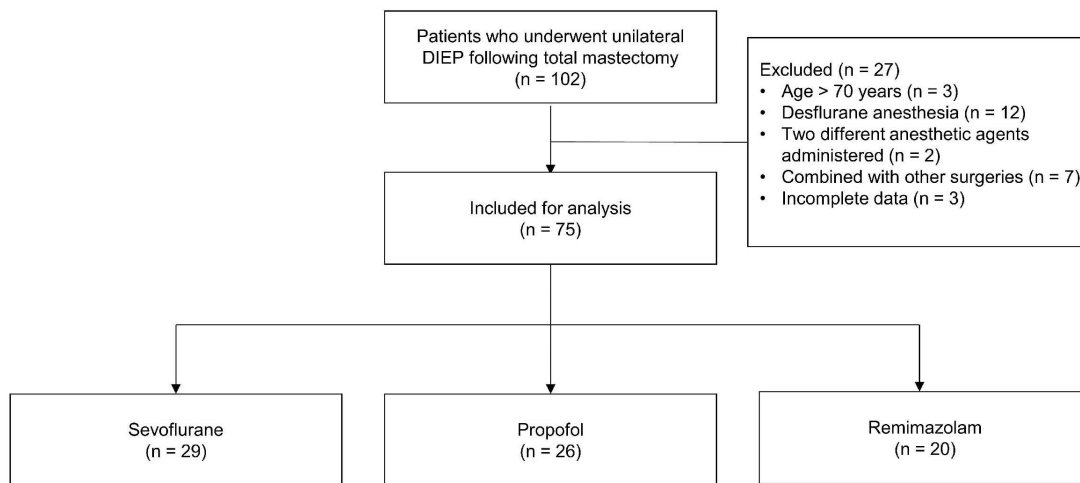 Patients who underwent unilateral
DIEP following total mastectomy
(n = 102)
Excluded (n = 27)
• Age > 70 years (n = 3)
• Desflurane anesthesia (n = 12)
• Two different anesthetic agents
administered (n = 2)
• Combined with other surgeries (n = 7)
• Incomplete data (n = 3)
Included for analysis
(n = 75)
Sevoflurane
(n = 29)
Propofol
(n = 26)
Remimazolam
(n = 20)